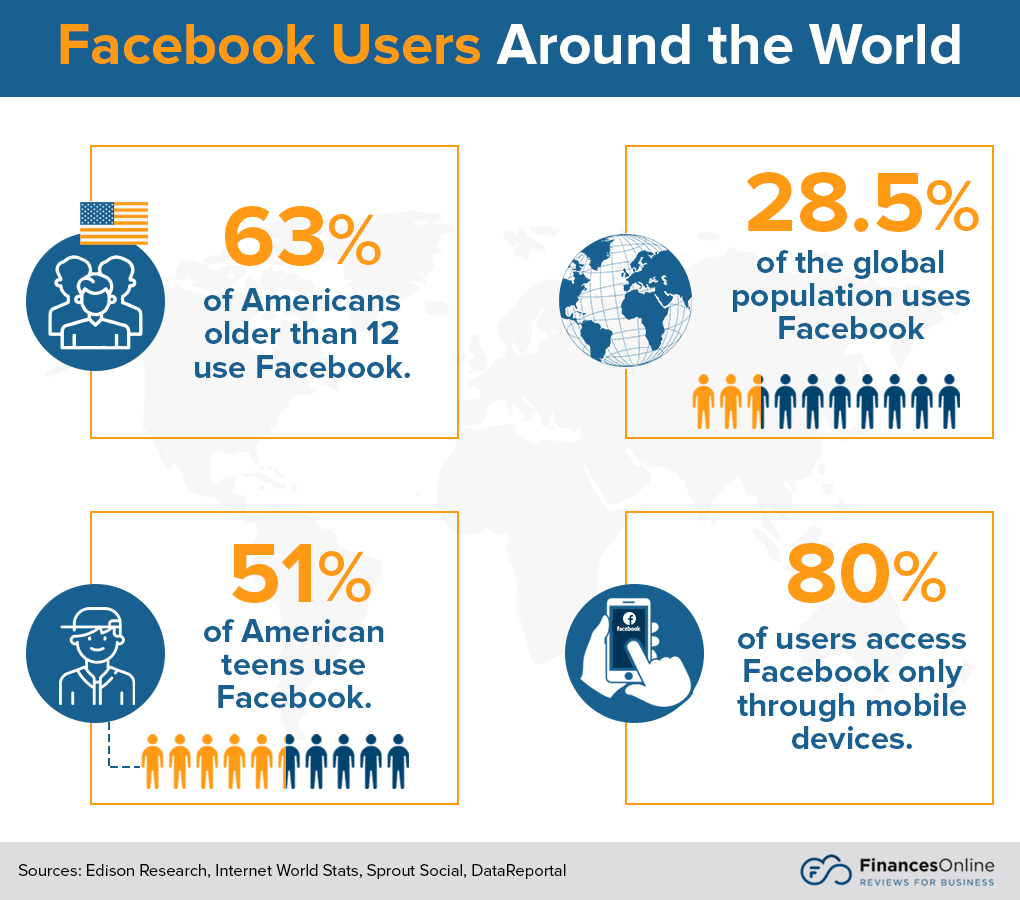 Facebook Users Around the World
63%
of Americans
older than 12
use Facebook.
28.5%
of the global
population uses
Facebook
51%
of American
teens use
Facebook.
facebook
80%
of users access
Facebook only
through mobile
devices.
Sources: Edison Research, Internet World Stats, Sprout Social, DataReportal
FinancesOnline
REVIEWS FOR BUSINESS